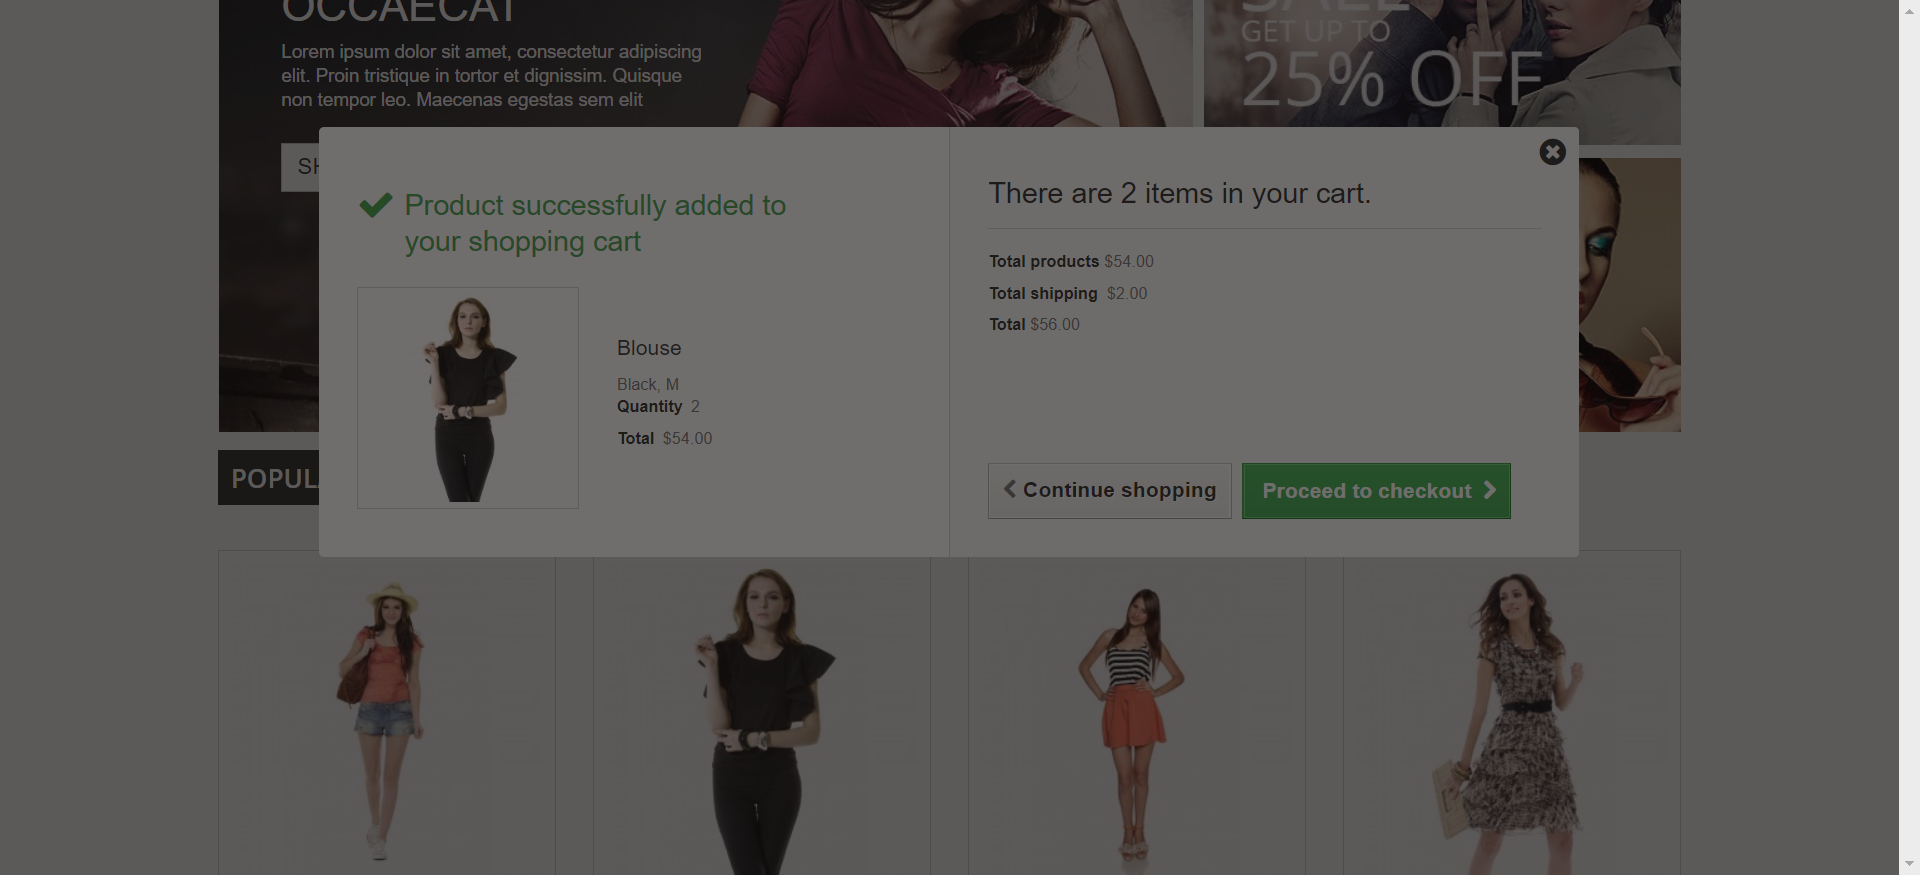 OCCAECAT
Lorem ipsum dolor sit amet, consectetur adipiscing
elit. Proin tristique in tortor et dignissim. Quisque
non tempor leo. Maecenas egestas sem elit
SALE
GET UP TO
25% OFF
Product successfully added to
your shopping cart
Blouse
Black, M
Quantity 2
Total $54.00
There are 2 items in your cart.
Total products $54.00
Total shipping $2.00
Total $56.00
Continue shopping
Proceed to checkout